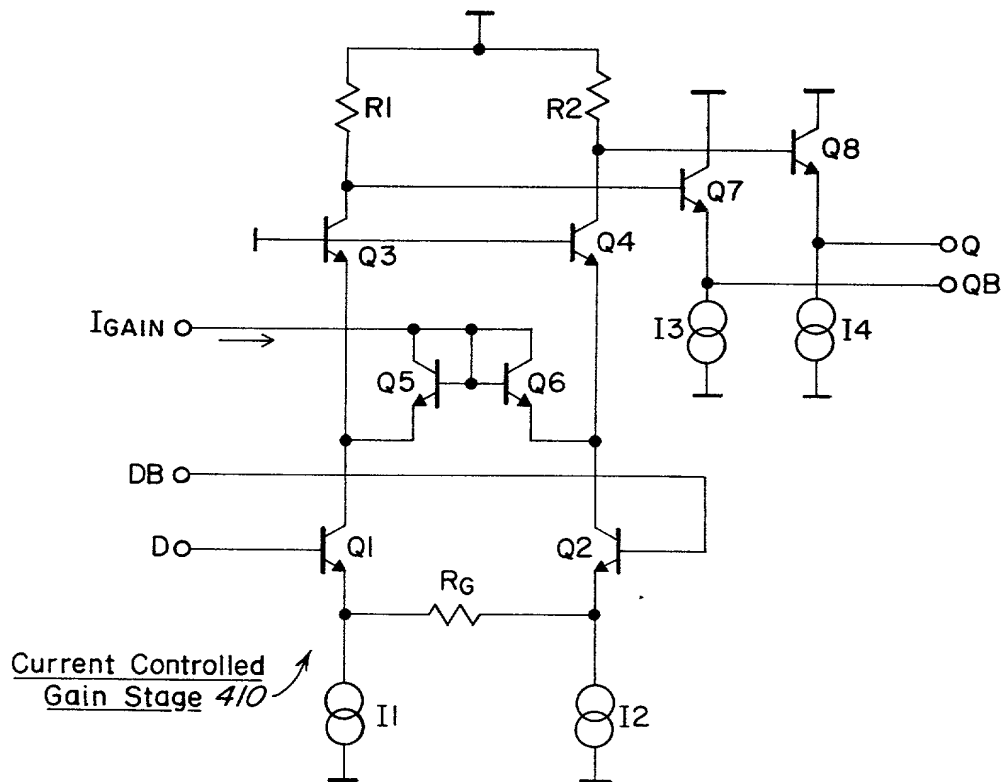 R1
R2
Q8
Q7
Q3
Q4
Q
QB
IGAIN
I3
I4
Q5
Q6
DB
D
Q1
Q2
RG
Current Controlled
Gain Stage 410
I1
I2